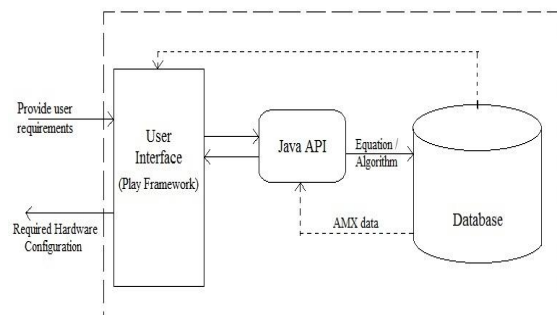 Provide user
requirements
User
Interface
(Play Framework)
Java API
Equation /
Algorithm
Database
AMX data
Required Hardware
Configuration